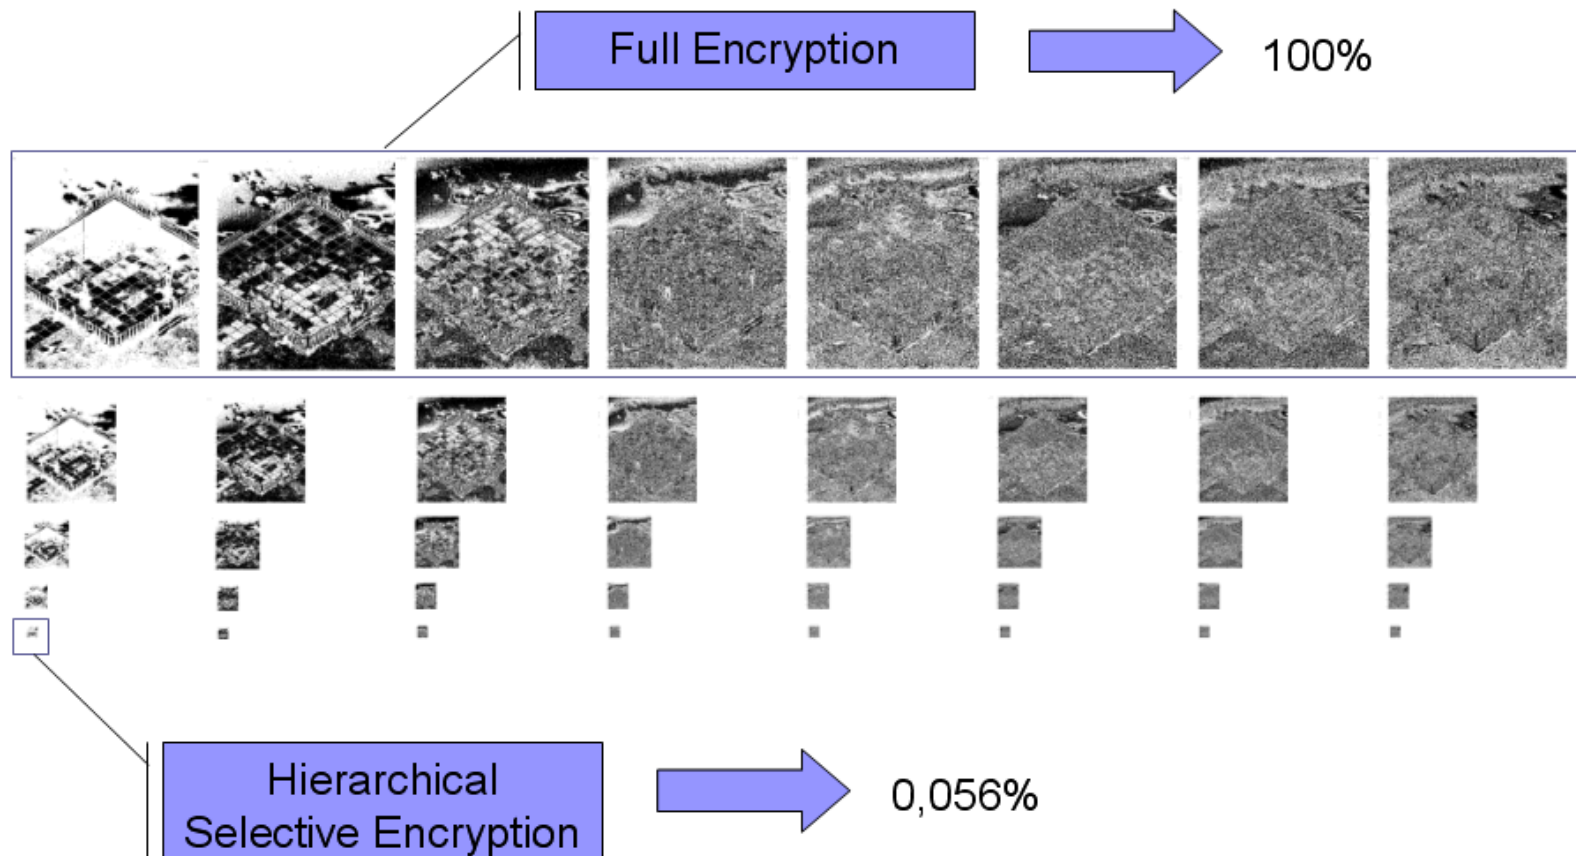 Full Encryption
100%
Hierarchical
Selective Encryption
0,056%